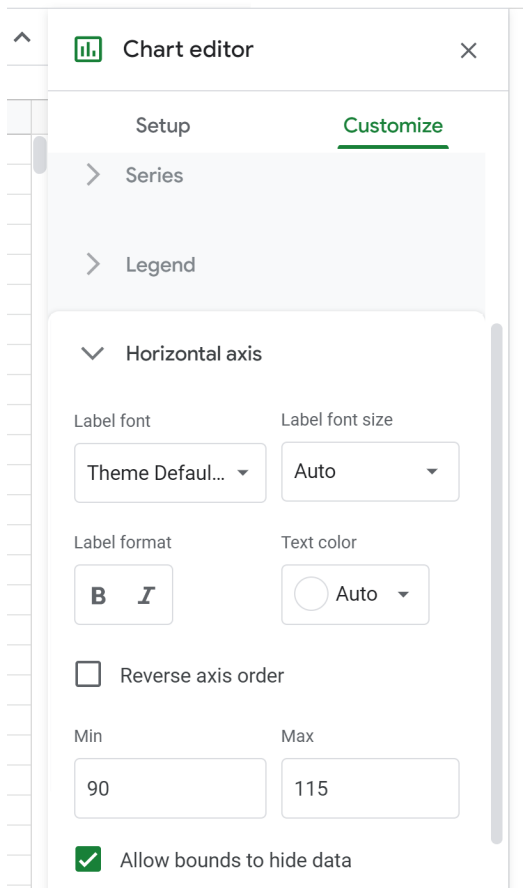 Chart editor
Setup Customize
Series
Legend
Horizontal axis
Label font Label font size
Theme Defaul... Auto
Label format Text color
B I Auto
Reverse axis order
Min Max
90 115
Allow bounds to hide data